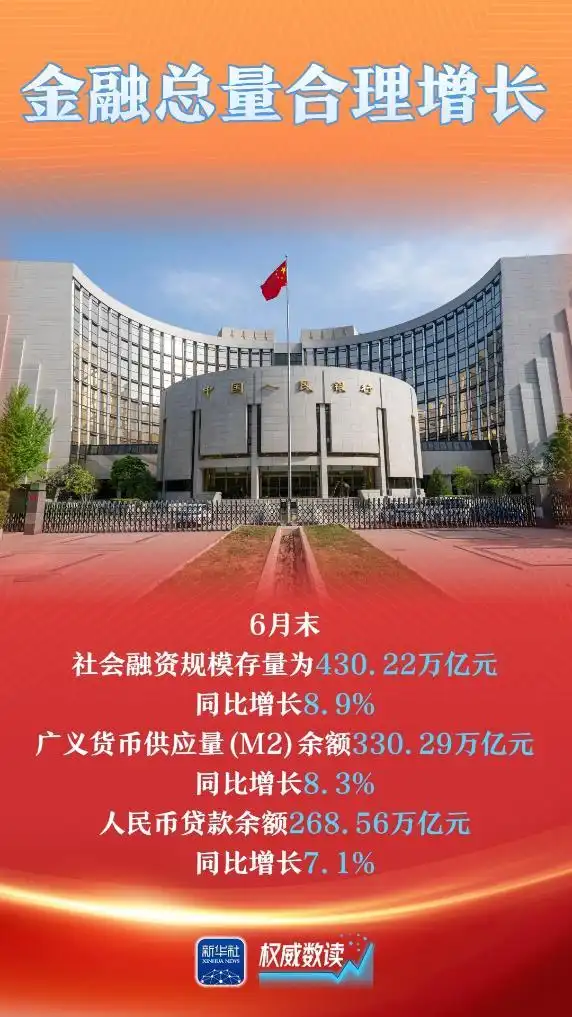 金融总量合理增长
中国人民银行
6月末
社会融资规模存量为430.22万亿元
同比增长8.9%
广义货币供应量(M2)余额330.29万亿元
同比增长8.3%
人民币贷款余额268.56万亿元
同比增长7.1%
新华社
XINHUA NEWS
权威数读